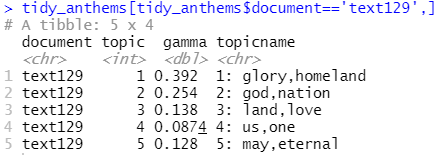 > tidy_anthems[tidy_anthems$document=='text129',]
# A tibble: 5 x 4
document topic gamma topicname
<chr> <int> <dbl> <chr>
1 text129 1 0.392 1: glory,homeland
2 text129 2 0.254 2: god,nation
3 text129 3 0.138 3: land,love
4 text129 4 0.0874 4: us,one
5 text129 5 0.128 5: may,eternal